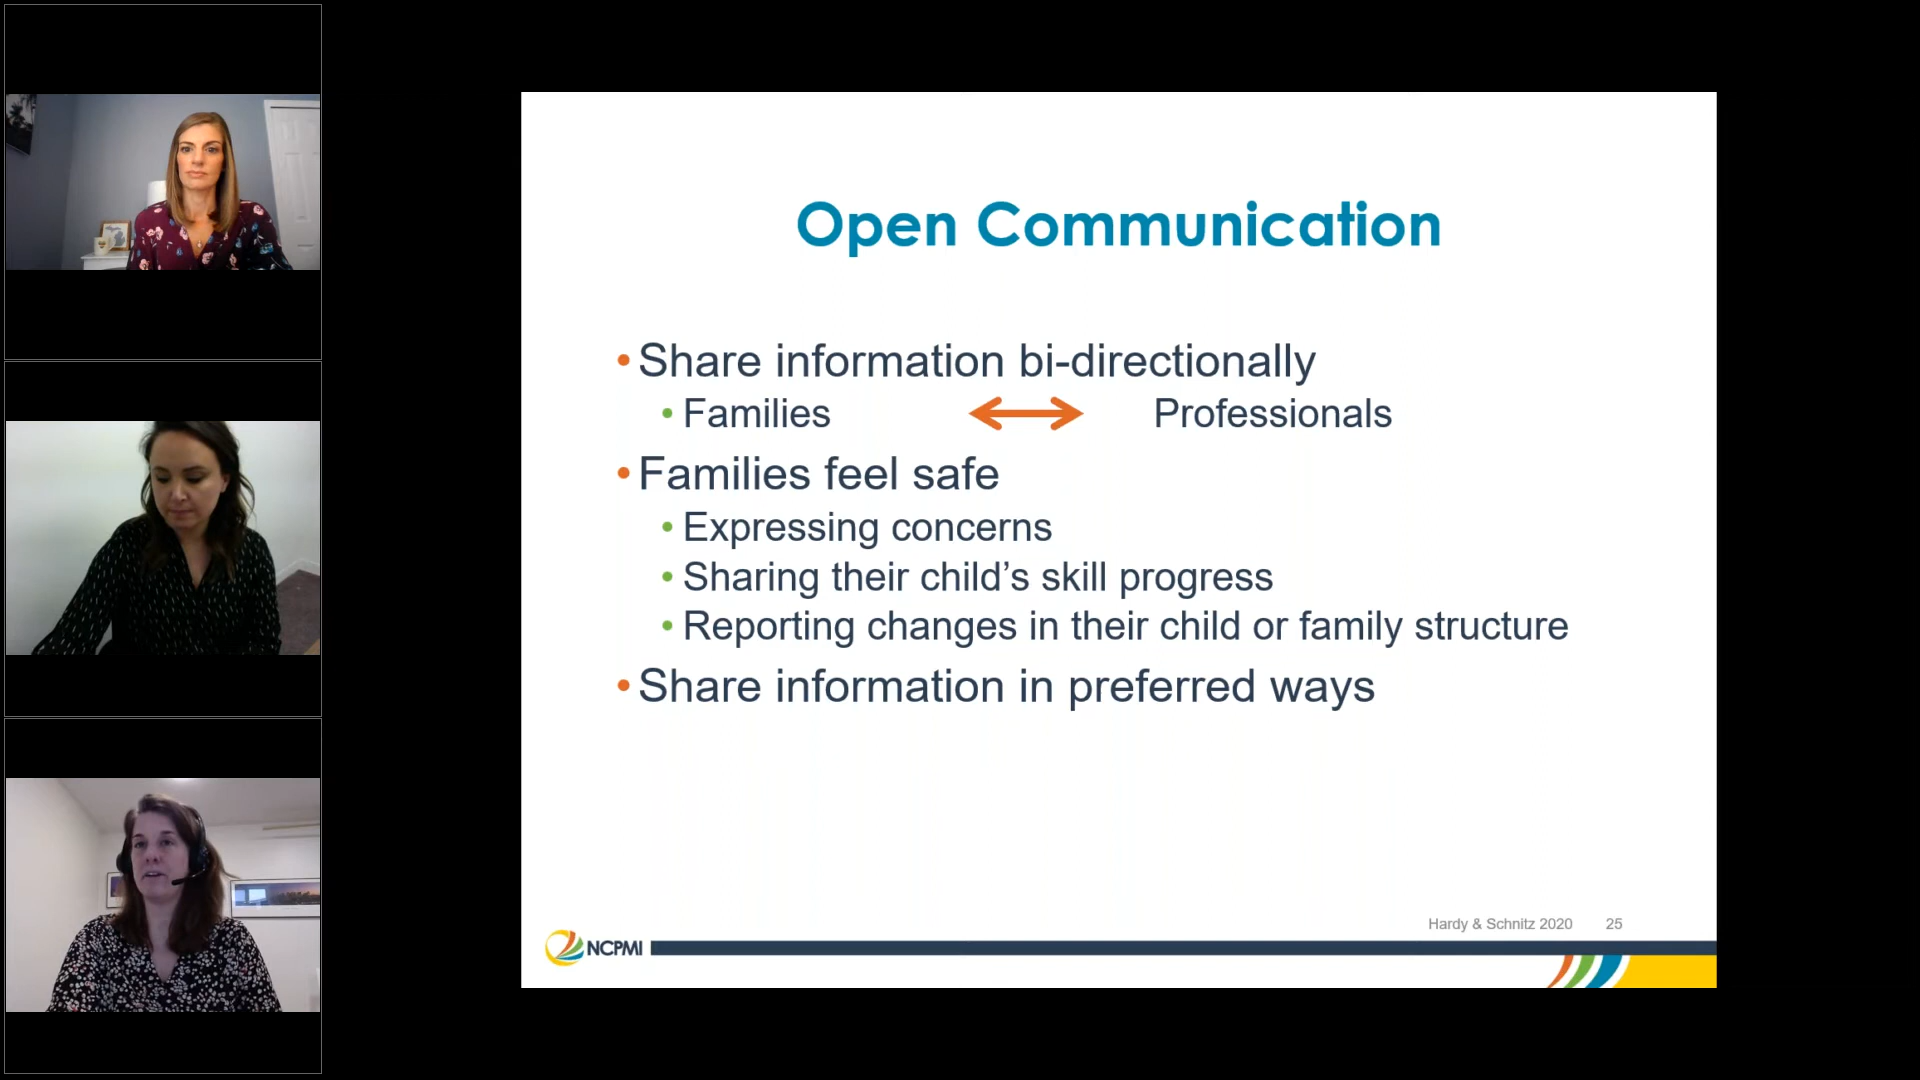 Open Communication
•Share information bi-directionally
•Families Professionals
•Families feel safe
•Expressing concerns
•Sharing their child’s skill progress
•Reporting changes in their child or family structure
•Share information in preferred ways
Hardy & Schnitz 2020 25
NCPMI